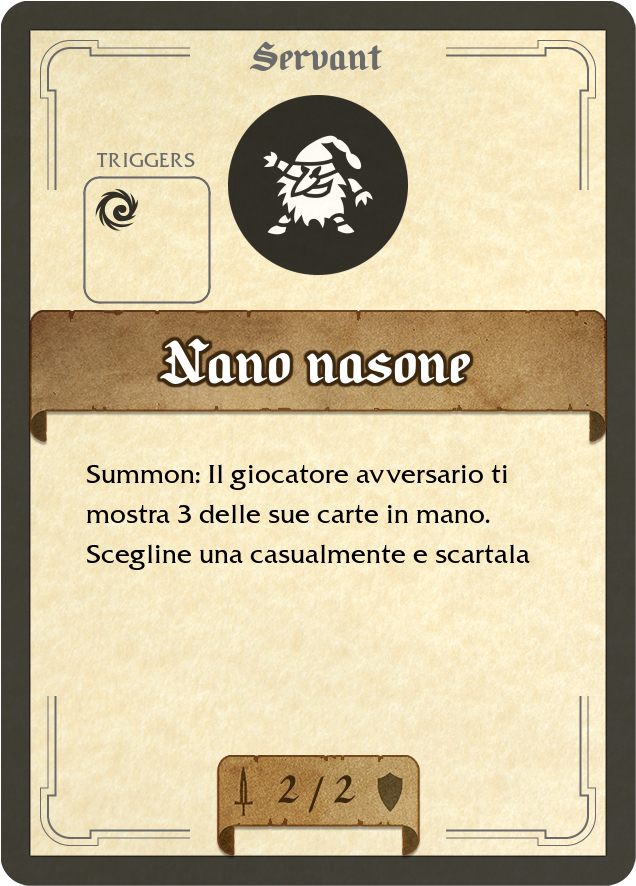 Servant
TRIGGERS
Nano nasone
Summon: Il giocatore avversario ti
mostra 3 delle sue carte in mano.
Scegline una casualmente e scartala
2 / 2